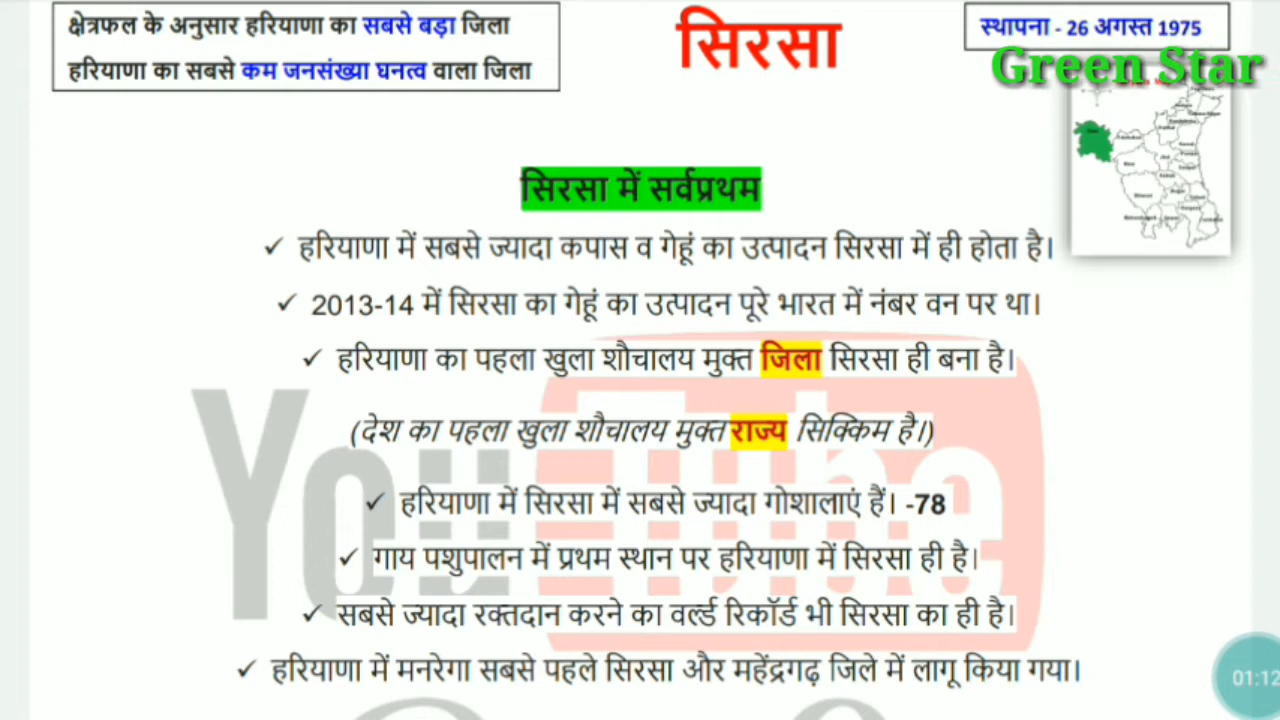 क्षेत्रफल के अनुसार हरियाणा का सबसे बड़ा जिला
हरियाणा का सबसे कम जनसंख्या घनत्व वाला जिला
सिरसा
स्थापना - 26 अगस्त 1975
Green Star
सिरसा में सर्वप्रथम
✓ हरियाणा में सबसे ज्यादा कपास व गेहूं का उत्पादन सिरसा में ही होता है।
✓ 2013-14 में सिरसा का गेहूं का उत्पादन पूरे भारत में नंबर वन पर था।
✓ हरियाणा का पहला खुला शौचालय मुक्त जिला सिरसा ही बना है।
(देश का पहला खुला शौचालय मुक्त राज्य सिक्किम है।)
✓ हरियाणा में सिरसा में सबसे ज्यादा गोशालाएं हैं। -78
✓ गाय पशुपालन में प्रथम स्थान पर हरियाणा में सिरसा ही है।
✓ सबसे ज्यादा रक्तदान करने का वर्ल्ड रिकॉर्ड भी सिरसा का ही है।
✓ हरियाणा में मनरेगा सबसे पहले सिरसा और महेंद्रगढ़ जिले में लागू किया गया।
YouTube
01:12